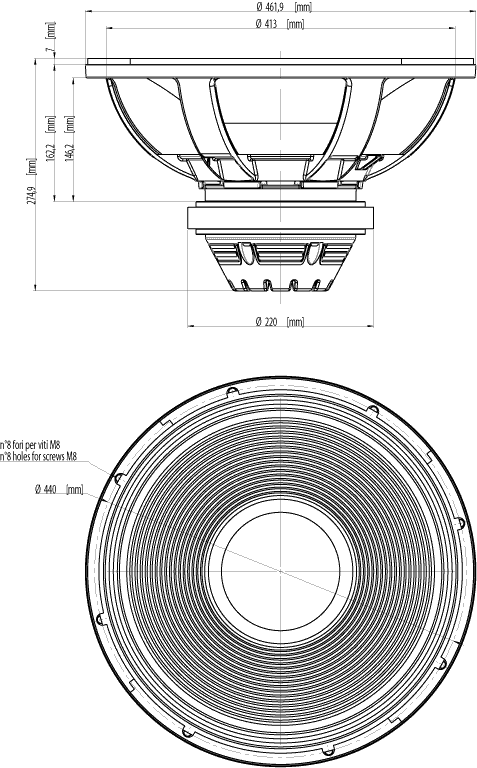 Ø 461,9 [mm]
Ø 413 [mm]
7 [mm]
274,9 [mm]
162,2 [mm]
146,2 [mm]
Ø 220 [mm]
n°8 fori per viti M8
n°8 holes for screws M8
Ø 440 [mm]